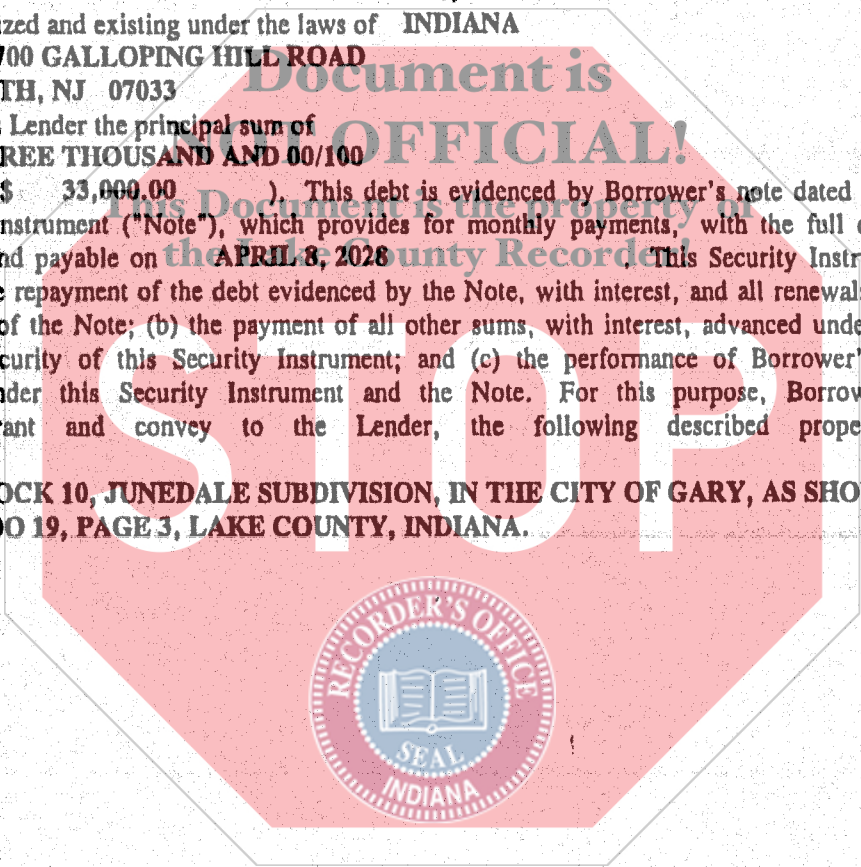 ized and existing under the laws of INDIANA
700 GALLOPING HILL ROAD
TH, NJ 07033
Lender the principal sum of
REE THOUSAND AND 00/100
$ 33,000.00 ). This debt is evidenced by Borrower's note dated
nstrument ("Note"), which provides for monthly payments, with the full
nd payable on APRIL 8, 2028 . This Security Instr
e repayment of the debt evidenced by the Note, with interest, and all renewal
of the Note; (b) the payment of all other sums, with interest, advanced unde
curity of this Security Instrument; and (c) the performance of Borrower'
nder this Security Instrument and the Note. For this purpose, Borrow
rant and convey to the Lender, the following described prope
OCK 10, JUNEDALE SUBDIVISION, IN THE CITY OF GARY, AS SHO
O 19, PAGE 3, LAKE COUNTY, INDIANA.
Document is
NOT OFFICIAL!
This Document is the property of
the Lake County Recorder!
STOP
RECORDER'S OFFICE
SEAL
INDIANA